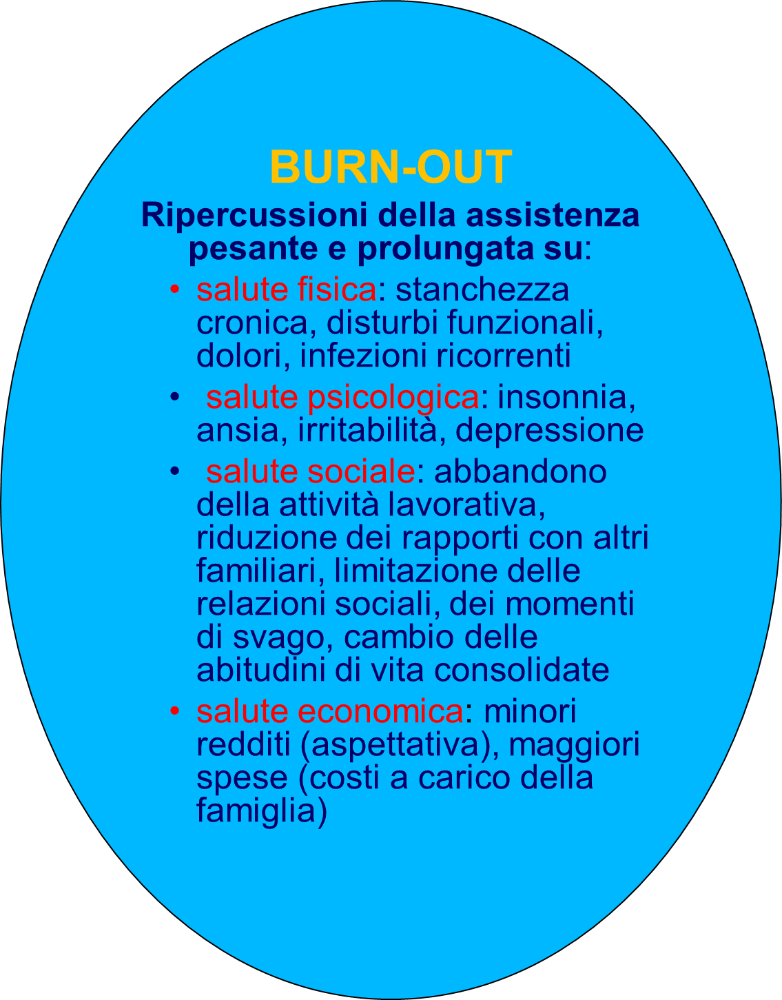 BURN-OUT
Ripercussioni della assistenza
pesante e prolungata su:
• salute fisica: stanchezza
cronica, disturbi funzionali,
dolori, infezioni ricorrenti
• salute psicologica: insonnia,
ansia, irritabilità, depressione
• salute sociale: abbandono
della attività lavorativa,
riduzione dei rapporti con altri
familiari, limitazione delle
relazioni sociali, dei momenti
di svago, cambio delle
abitudini di vita consolidate
• salute economica: minori
redditi (aspettativa), maggiori
spese (costi a carico della
famiglia)